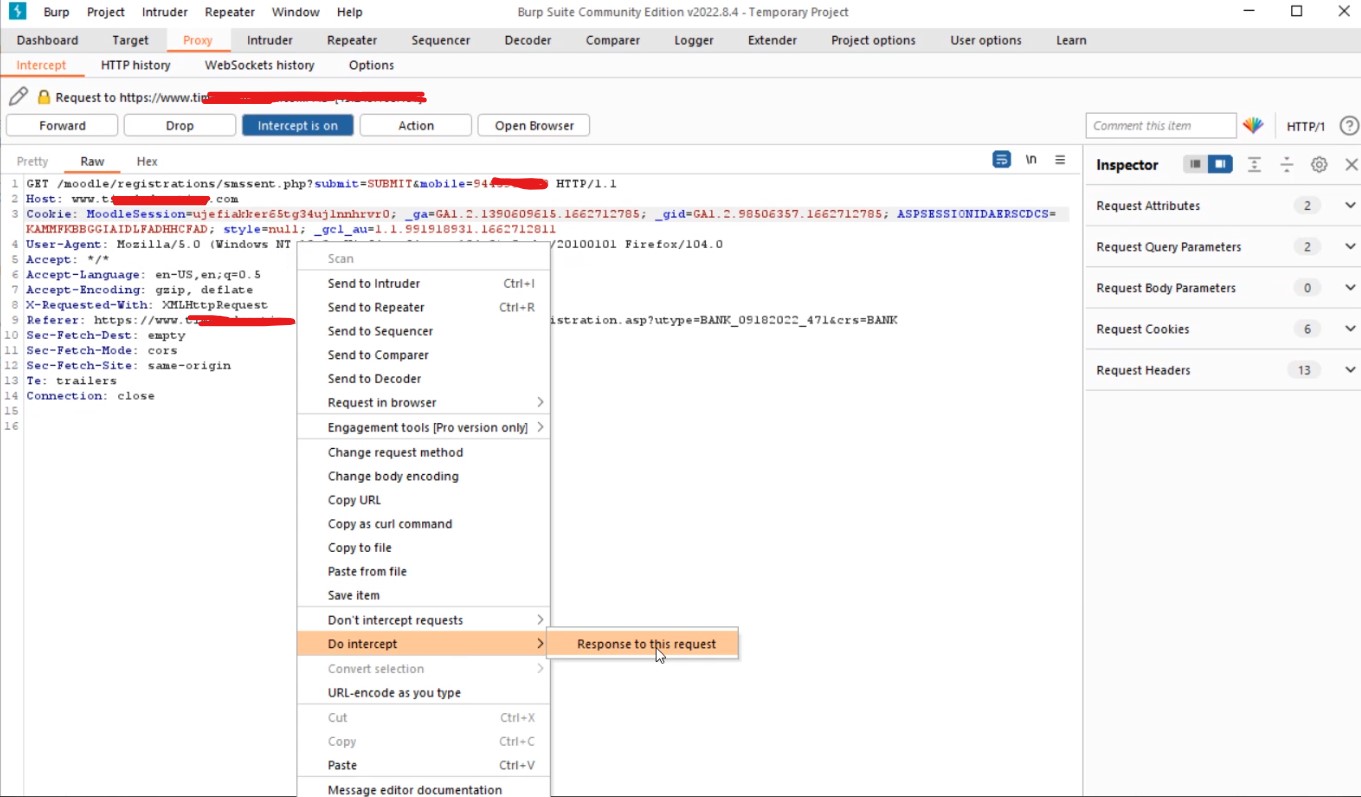 Burp Project Intruder Repeater Window Help Burp Suite Community Edition v2022.8.4 - Temporary Project
Dashboard Target Proxy Intruder Repeater Sequencer Decoder Comparer Logger Extender Project options User options Learn
Intercept HTTP history WebSockets history Options
Request to https://www.ti
Forward Drop Intercept is on Action Open Browser Comment this item HTTP/1 ?
Pretty Raw Hex \n Inspector
1 GET /moodle/registrations/smssent.php?submit=SUBMIT&mobile=94 HTTP/1.1
2 Host: www.t .com
3 Cookie: MoodleSession=ujefiakker65tg34ujlnnhrvr0; _ga=GA1.2.1390609615.1662712785; _gid=GA1.2.98506357.1662712785; ASPSESSIONIDAERSCDCS=
KAMMFKBBGGIAIDLFADHHCFAD; style=null; _gcl_au=1.1.991918931.1662712811
4 User-Agent: Mozilla/5.0 (Windows NT /20100101 Firefox/104.0
5 Accept: */*
6 Accept-Language: en-US,en;q=0.5
7 Accept-Encoding: gzip, deflate
8 X-Requested-With: XMLHttpRequest
9 Referer: https://www. istration.asp?utype=BANK_09182022_471&crs=BANK
10 Sec-Fetch-Dest: empty
11 Sec-Fetch-Mode: cors
12 Sec-Fetch-Site: same-origin
13 Te: trailers
14 Connection: close
15
16
Scan
Send to Intruder Ctrl+I
Send to Repeater Ctrl+R
Send to Sequencer
Send to Comparer
Send to Decoder
Request in browser
Engagement tools [Pro version only]
Change request method
Change body encoding
Copy URL
Copy as curl command
Copy to file
Paste from file
Save item
Don't intercept requests
Do intercept Response to this request
Convert selection
URL-encode as you type
Cut Ctrl+X
Copy Ctrl+C
Paste Ctrl+V
Message editor documentation
Request Attributes 2
Request Query Parameters 2
Request Body Parameters 0
Request Cookies 6
Request Headers 13